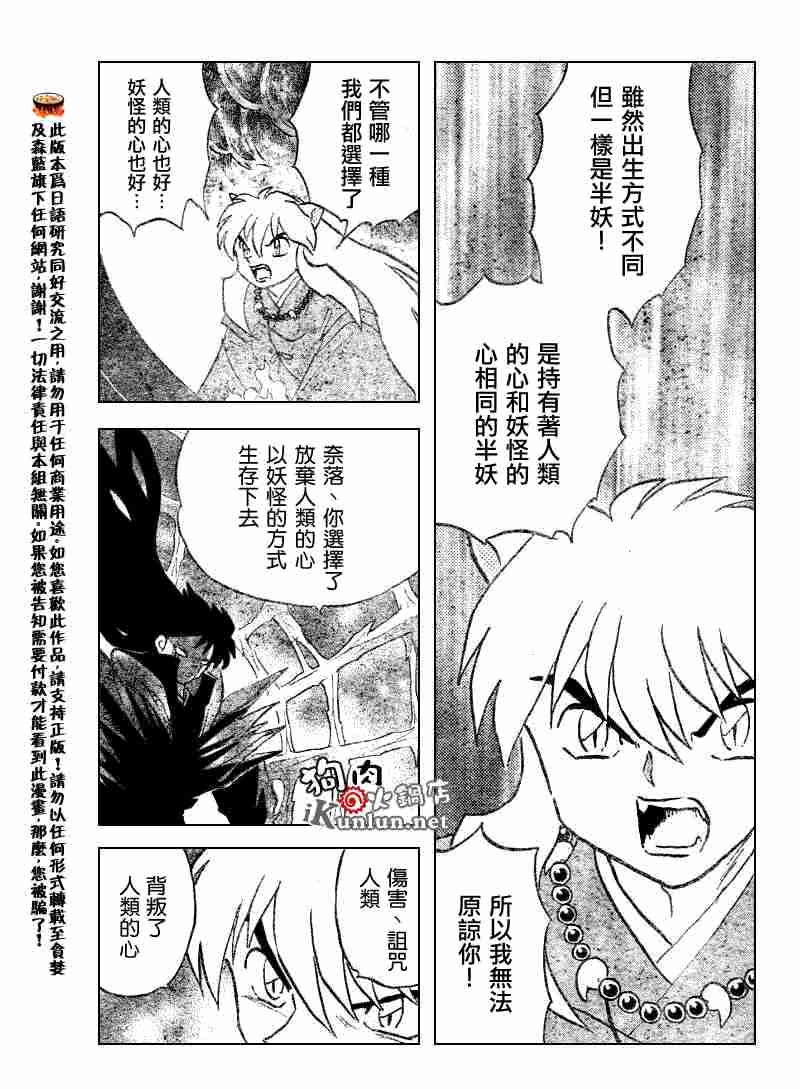 雖然出生方式不同
但一樣是半妖！
是持有著人類
的心和妖怪的
心相同的半妖
所以我無法
原諒你！
不管哪一種
我們都選擇了
人類的心也好…
妖怪的心也好…
奈落、你選擇了
放棄人類的心
以妖怪的方式
生存下去
傷害、詛咒
人類
背叛了
人類的心
狗肉火鍋店
iKunlun.net
此版本爲日語研究同好交流之用，請勿用于任何商業用途。如您喜歡此作品，請支持正版！請勿以任何形式轉載至貪婪
及森藍旗下任何網站，謝謝！一切法律責任與本組無關。如果您被告知需要付款才能看到此漫畫，那麼，您被騙了！